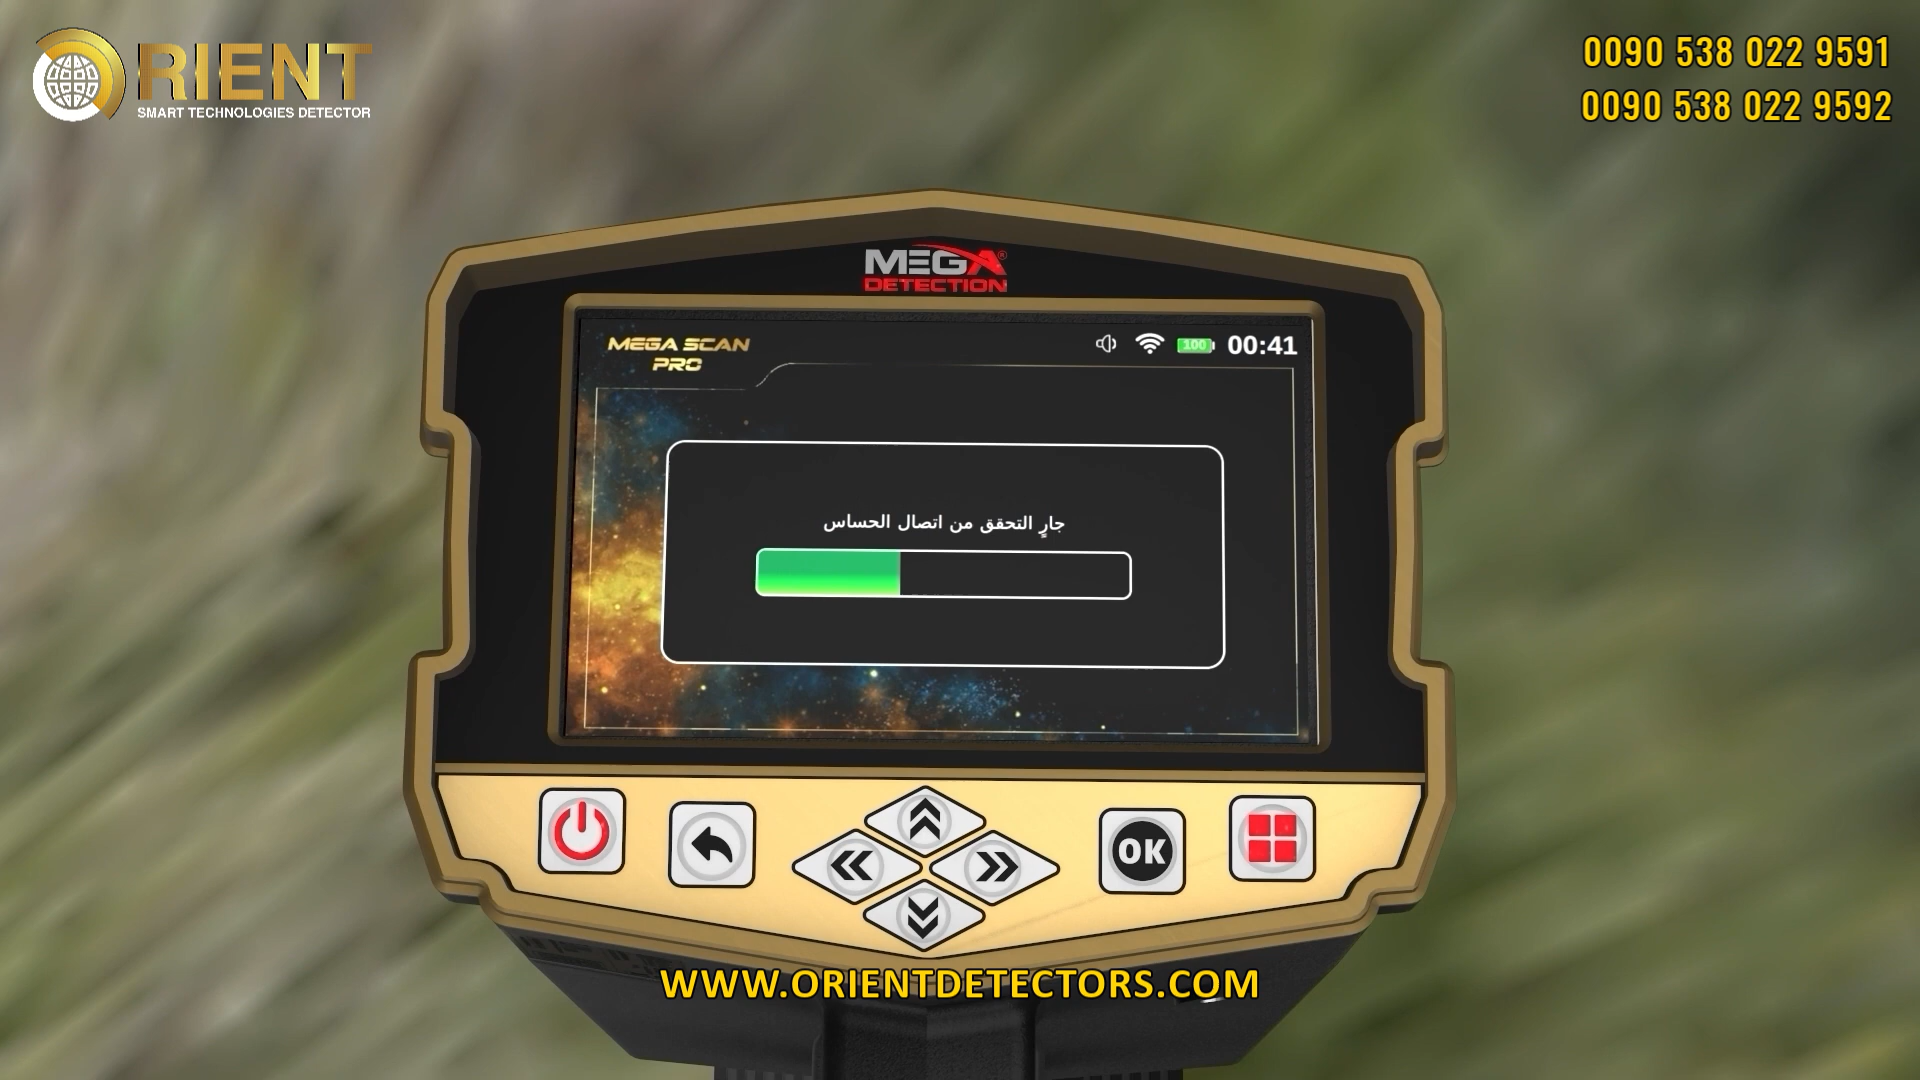 ORIENT
SMART TECHNOLOGIES DETECTOR
0090 538 022 9591
0090 538 022 9592
MEGA®
DETECTION
MEGA SCAN
PRO
100
00:41
جارٍ التحقق من اتصال الحساس
OK
WWW.ORIENTDETECTORS.COM